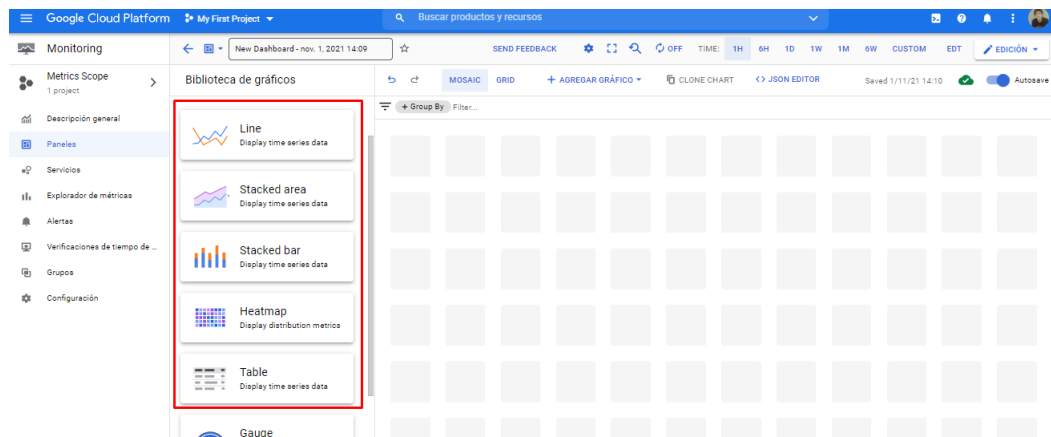 Google Cloud Platform
My First Project
Buscar productos y recursos
Monitoring
New Dashboard - nov. 1, 2021 14:09
SEND FEEDBACK
OFF
TIME:
1H
6H
1D
1W
1M
6W
CUSTOM
EDT
EDICIÓN
Metrics Scope
1 project
Biblioteca de gráficos
MOSAIC
GRID
+ AGREGAR GRÁFICO
CLONE CHART
<> JSON EDITOR
Saved 1/11/21 14:10
Autosave
+ Group By
Filter...
Descripción general
Paneles
Servicios
Explorador de métricas
Alertas
Verificaciones de tiempo de ...
Grupos
Configuración
Line
Display time series data
Stacked area
Display time series data
Stacked bar
Display time series data
Heatmap
Display distribution metrics
Table
Display time series data
Gauge